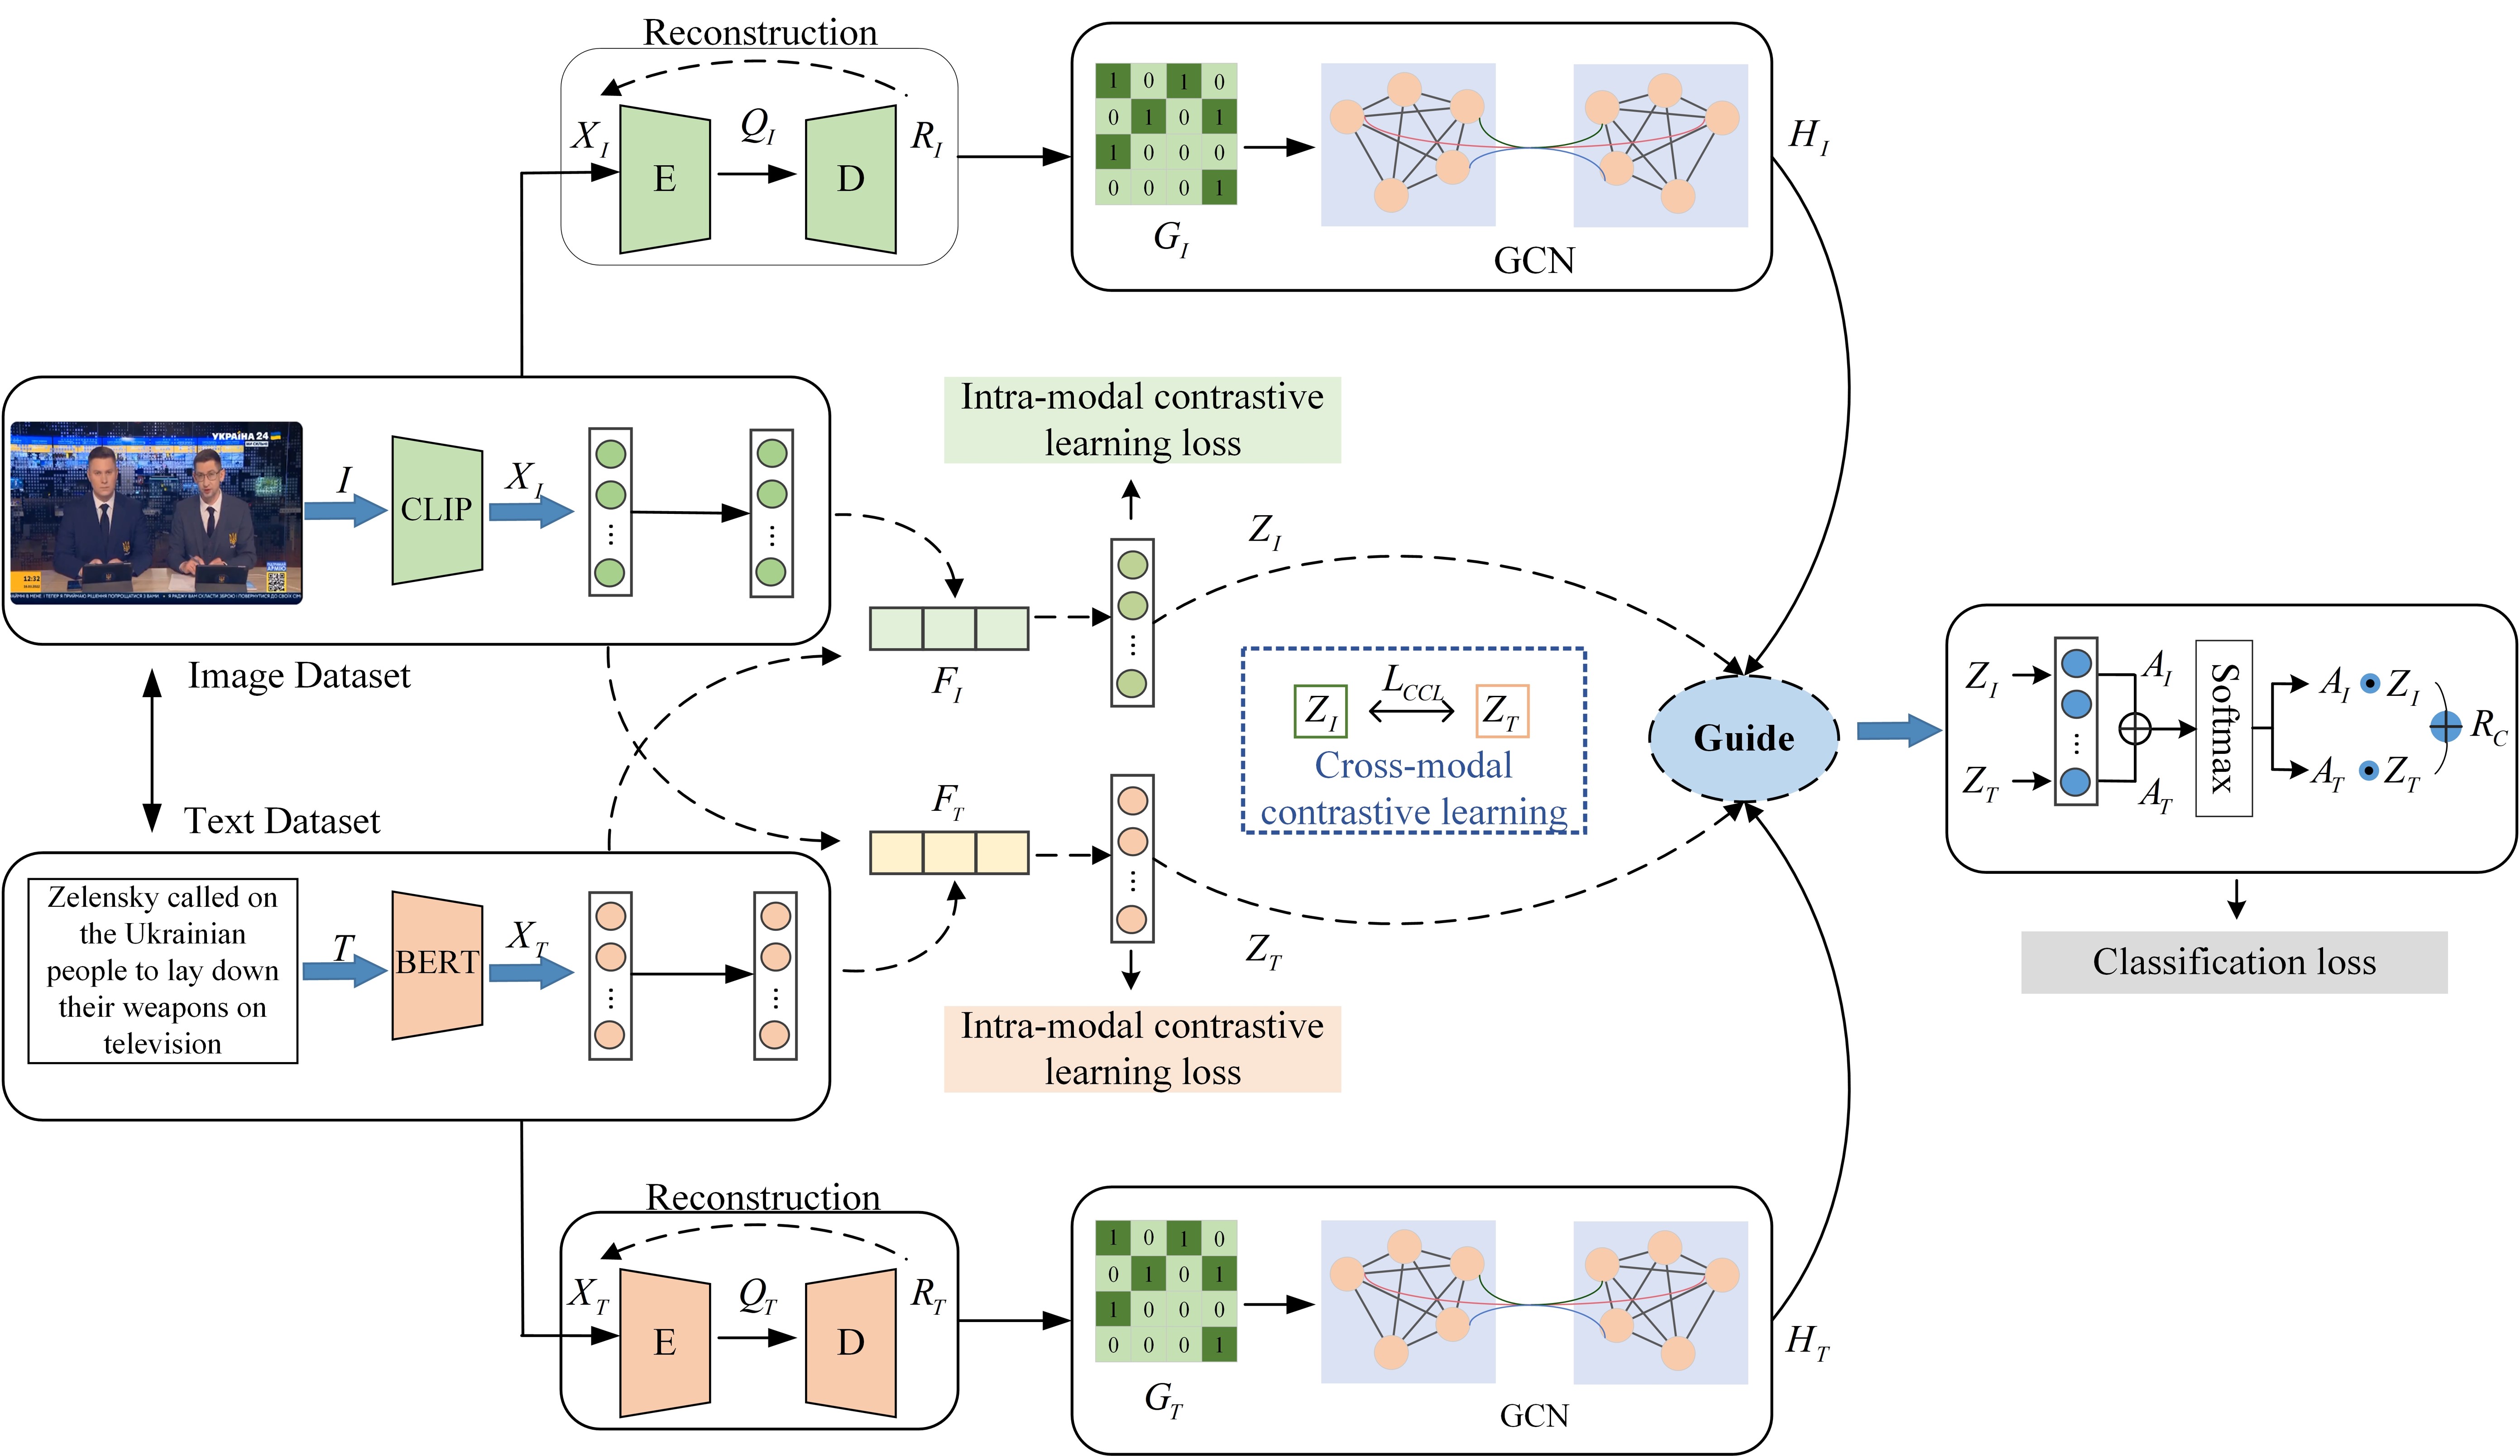 Reconstruction
X_I
E
Q_I
D
R_I
1 0 1 0
0 1 0 1
1 0 0 0
0 0 0 1
G_I
GCN
H_I
УКРАЇНА 24
12:32
I
CLIP
X_I
Image Dataset
Intra-modal contrastive
learning loss
F_I
Z_I
Z_I
L_CCL
Z_T
Cross-modal
contrastive learning
Guide
Z_I
Z_T
A_I
A_T
Softmax
A_I
Z_I
A_T
Z_T
R_C
Classification loss
Text Dataset
Zelensky called on
the Ukrainian
people to lay down
their weapons on
television
T
BERT
X_T
F_T
Z_T
Intra-modal contrastive
learning loss
Reconstruction
X_T
E
Q_T
D
R_T
1 0 1 0
0 1 0 1
1 0 0 0
0 0 0 1
G_T
GCN
H_T